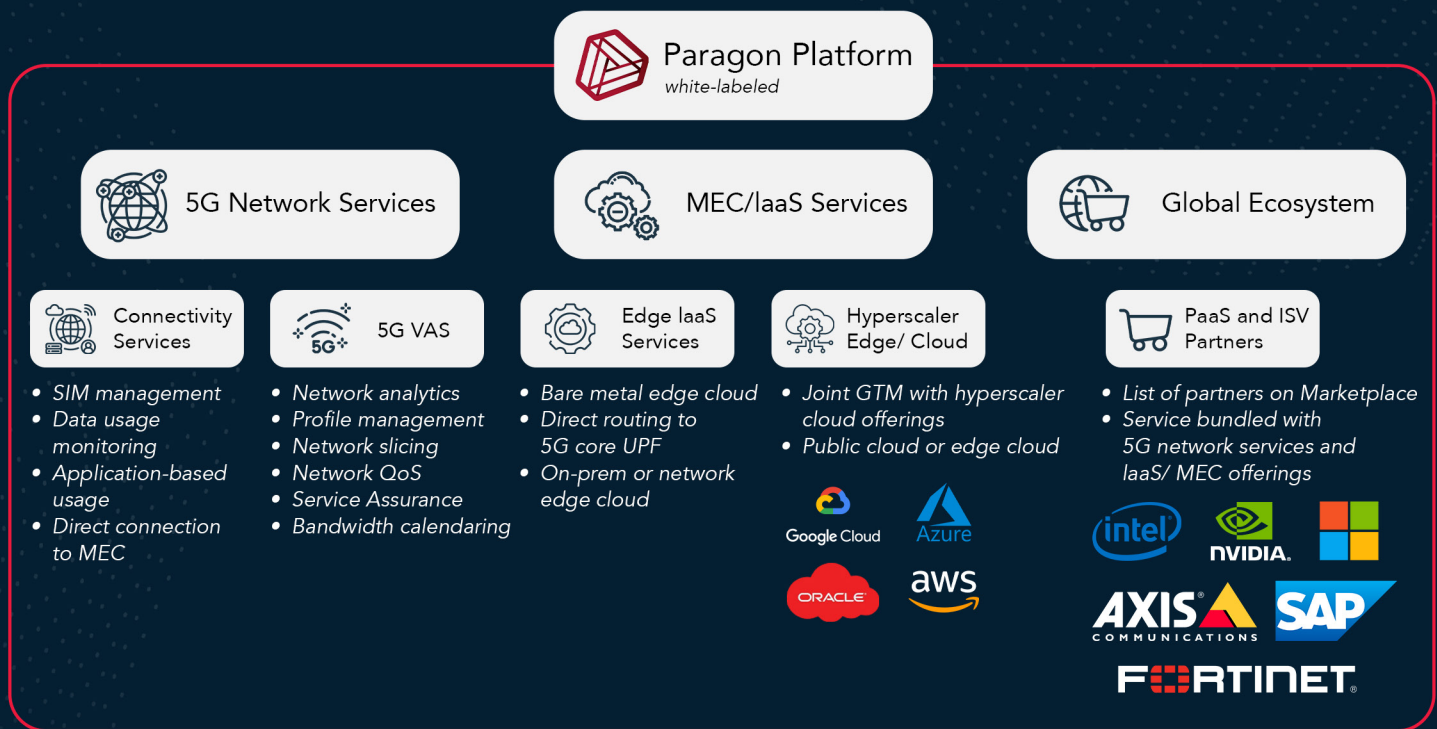 Paragon Platform
white-labeled
5G Network Services
MEC/IaaS Services
Global Ecosystem
Connectivity
Services
• SIM management
• Data usage
monitoring
• Application-based
usage
• Direct connection
to MEC
5G
5G VAS
• Network analytics
• Profile management
• Network slicing
• Network QoS
• Service Assurance
• Bandwidth calendaring
Edge IaaS
Services
• Bare metal edge cloud
• Direct routing to
5G core UPF
• On-prem or network
edge cloud
Hyperscaler
Edge/ Cloud
• Joint GTM with hyperscaler
cloud offerings
• Public cloud or edge cloud
Google Cloud
Azure
ORACLE
aws
PaaS and ISV
Partners
• List of partners on Marketplace
• Service bundled with
5G network services and
IaaS/ MEC offerings
intel
NVIDIA.
AXIS®
COMMUNICATIONS
SAP
FORTINET®